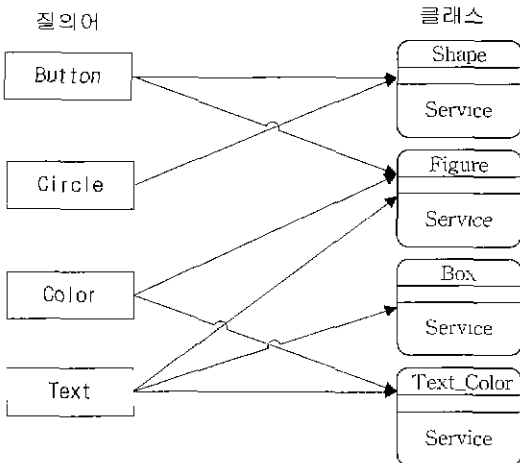 질의어
클래스
Button
Circle
Color
Text
Shape
Service
Figure
Service
Box
Service
Text_Color
Service